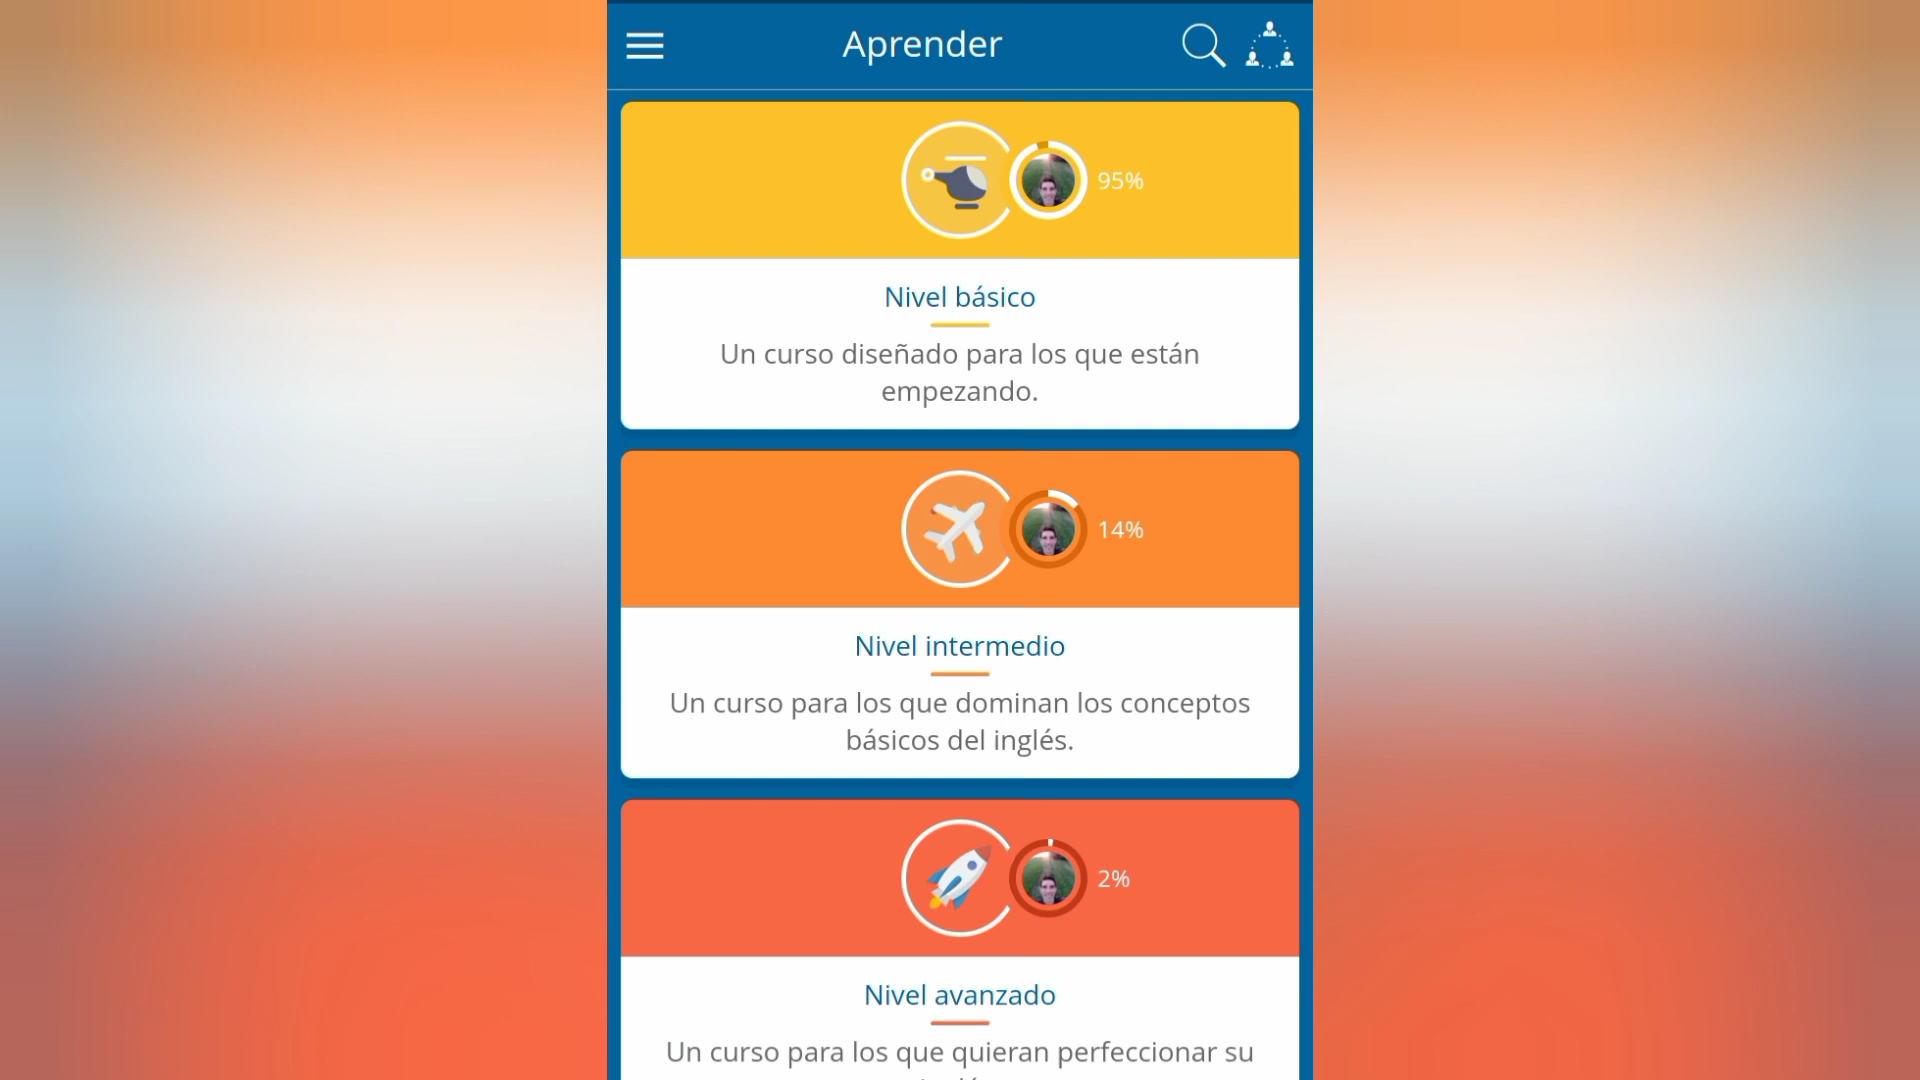 Aprender
95%
Nivel básico
Un curso diseñado para los que están
empezando.
14%
Nivel intermedio
Un curso para los que dominan los conceptos
básicos del inglés.
2%
Nivel avanzado
Un curso para los que quieran perfeccionar su